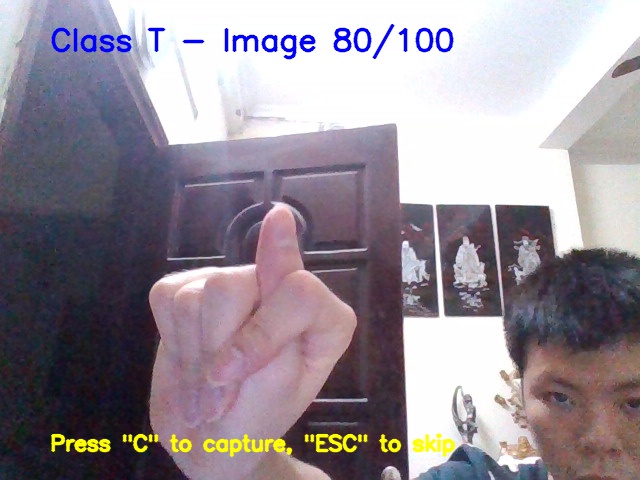 Class T - Image 80/100
Press "C" to capture, "ESC" to skip